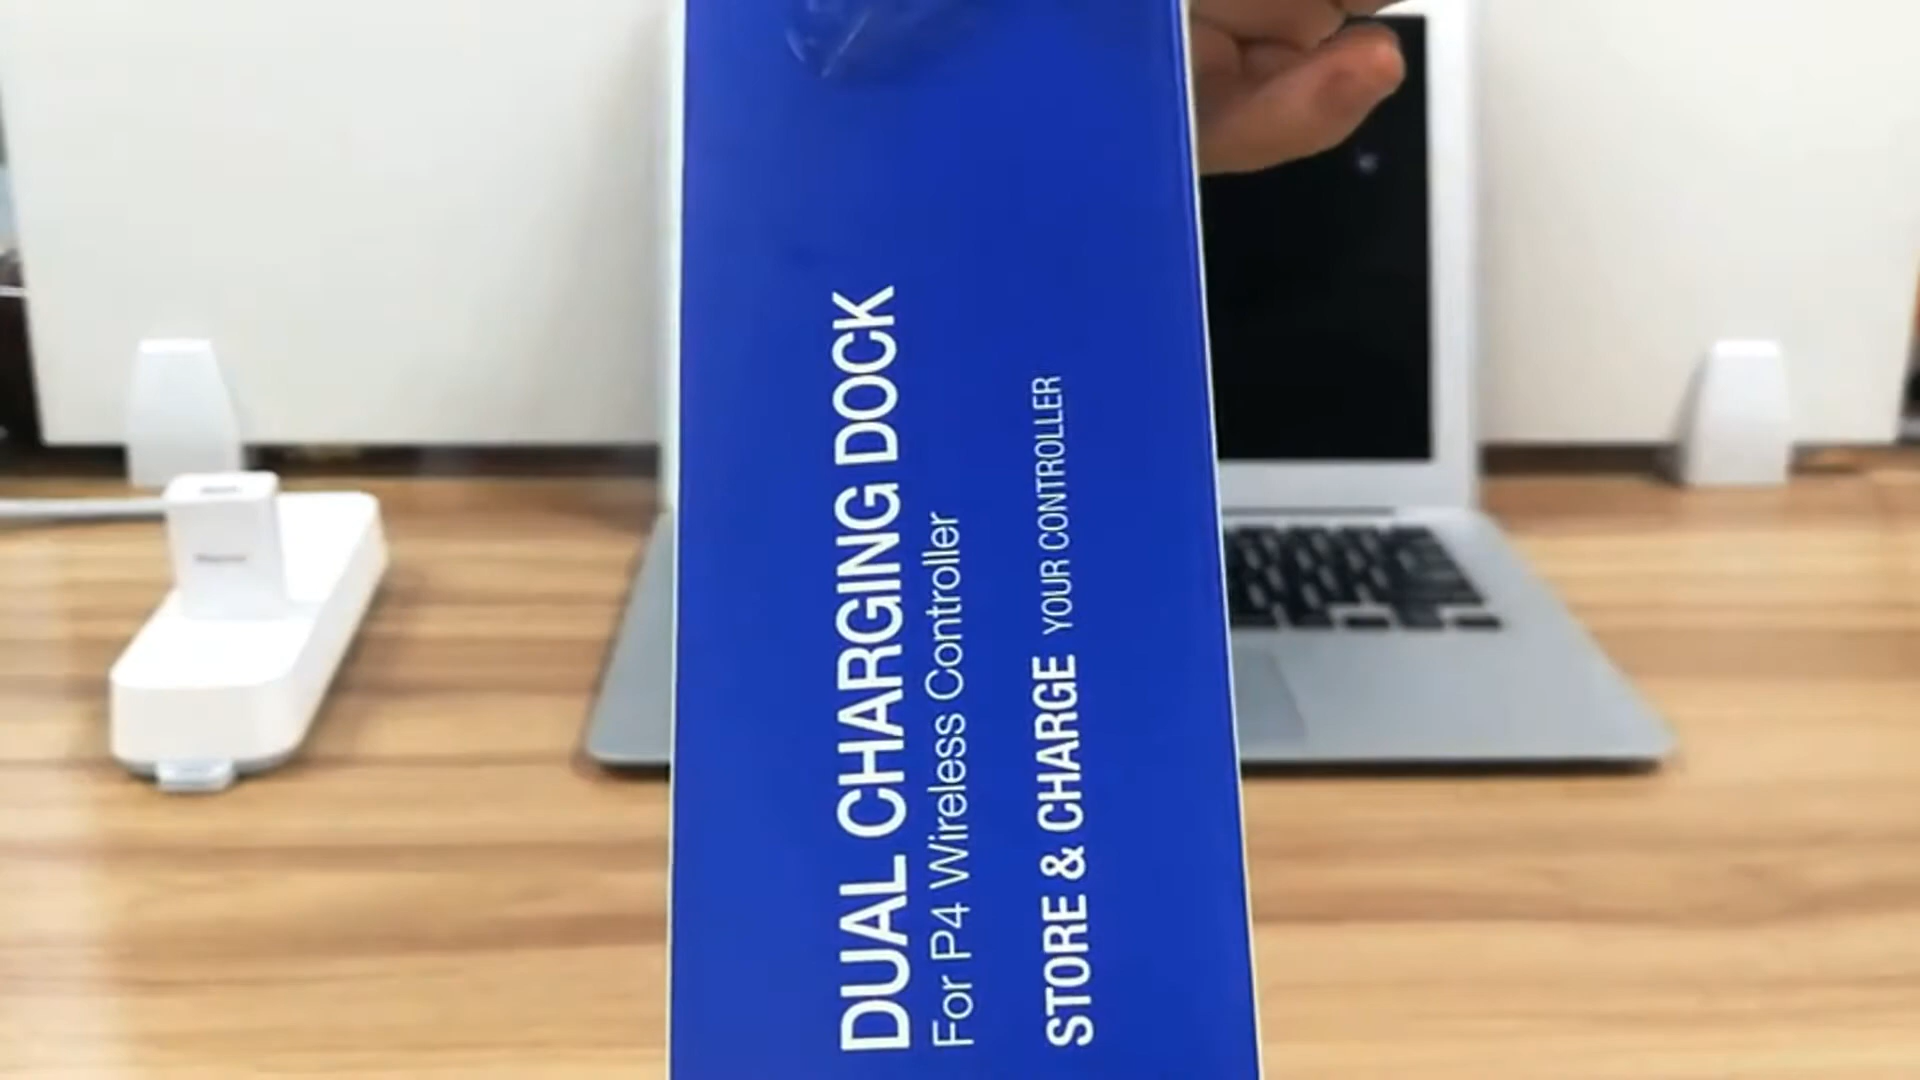 DUAL CHARGING DOCK
For P4 Wireless Controller
STORE & CHARGE YOUR CONTROLLER